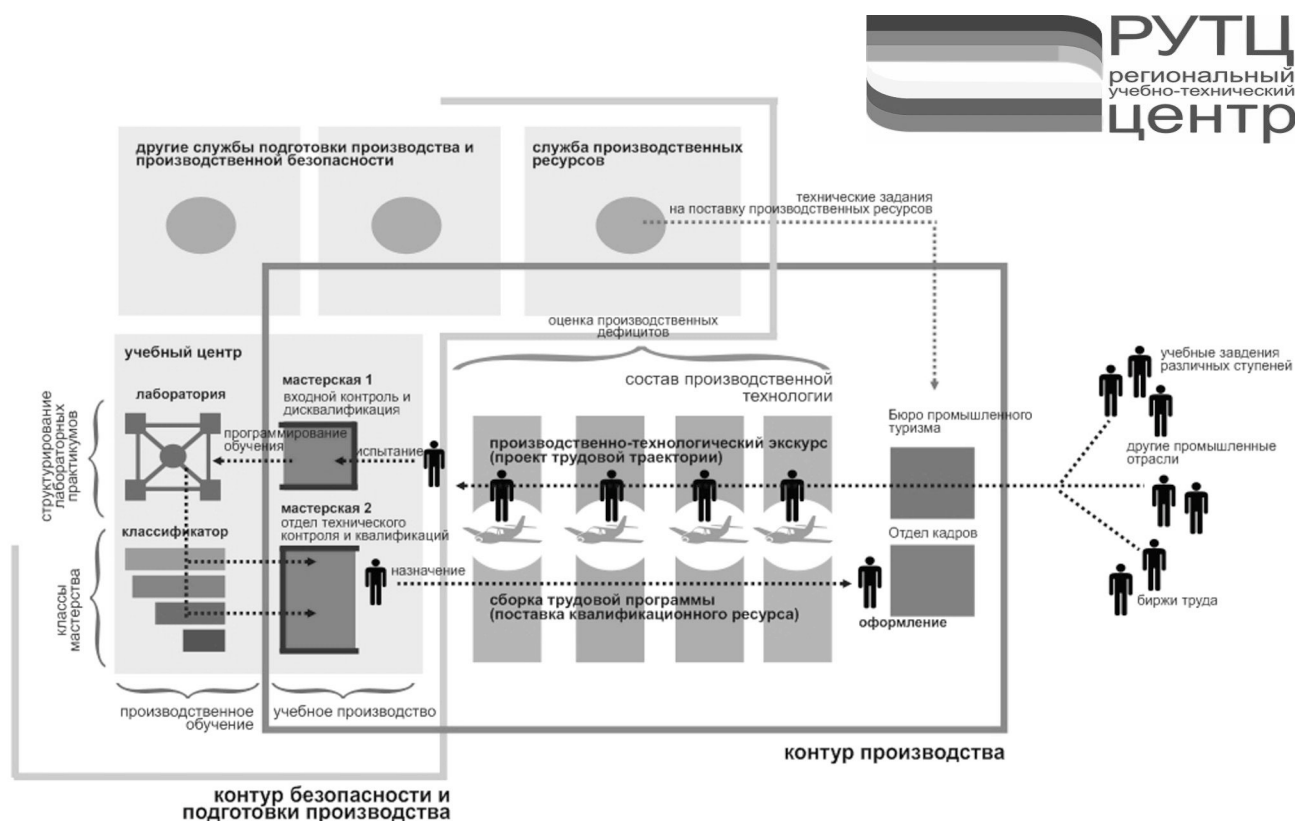 РУТЦ
региональный
учебно-технический
центр
другие службы подготовки производства и
производственной безопасности
служба производственных
ресурсов
технические задания
на поставку производственных ресурсов
оценка производственных
дефицитов
учебный центр
лаборатория
мастерская 1
входной контроль и
дисквалификация
программирование
обучения
испытание
состав производственной
технологии
производственно-технологический экскурс
(проект трудовой траектории)
Бюро промышленного
туризма
учебные завдения
различных ступеней
другие промышленные
отрасли
структурирование
лабораторных
практикумов
классификатор
мастерская 2
отдел технического
контроля и квалификаций
назначение
сборка трудовой программы
(поставка квалификационного ресурса)
Отдел кадров
оформление
биржи труда
классы
мастерства
производственное
обучение
учебное производство
контур производства
контур безопасности и
подготовки производства